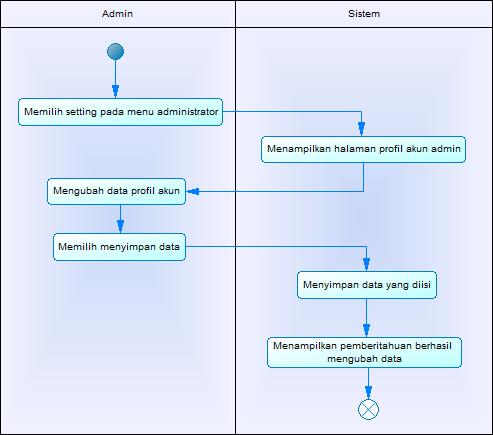 Admin
Sistem
Memilih setting pada menu administrator
Menampilkan halaman profil akun admin
Mengubah data profil akun
Memilih menyimpan data
Menyimpan data yang diisi
Menampilkan pemberitahuan berhasil
mengubah data